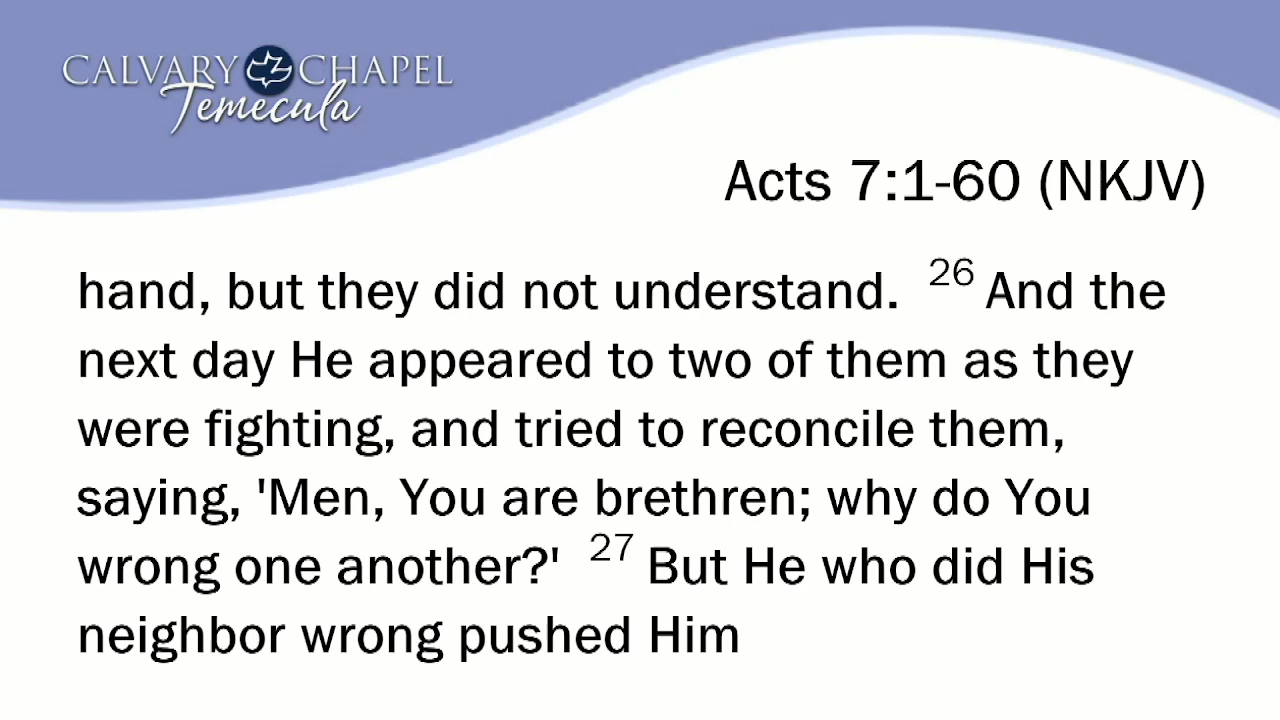 CALVARY CHAPEL
Temecula
Acts 7:1-60 (NKJV)
hand, but they did not understand. 26 And the
next day He appeared to two of them as they
were fighting, and tried to reconcile them,
saying, 'Men, You are brethren; why do You
wrong one another?' 27 But He who did His
neighbor wrong pushed Him